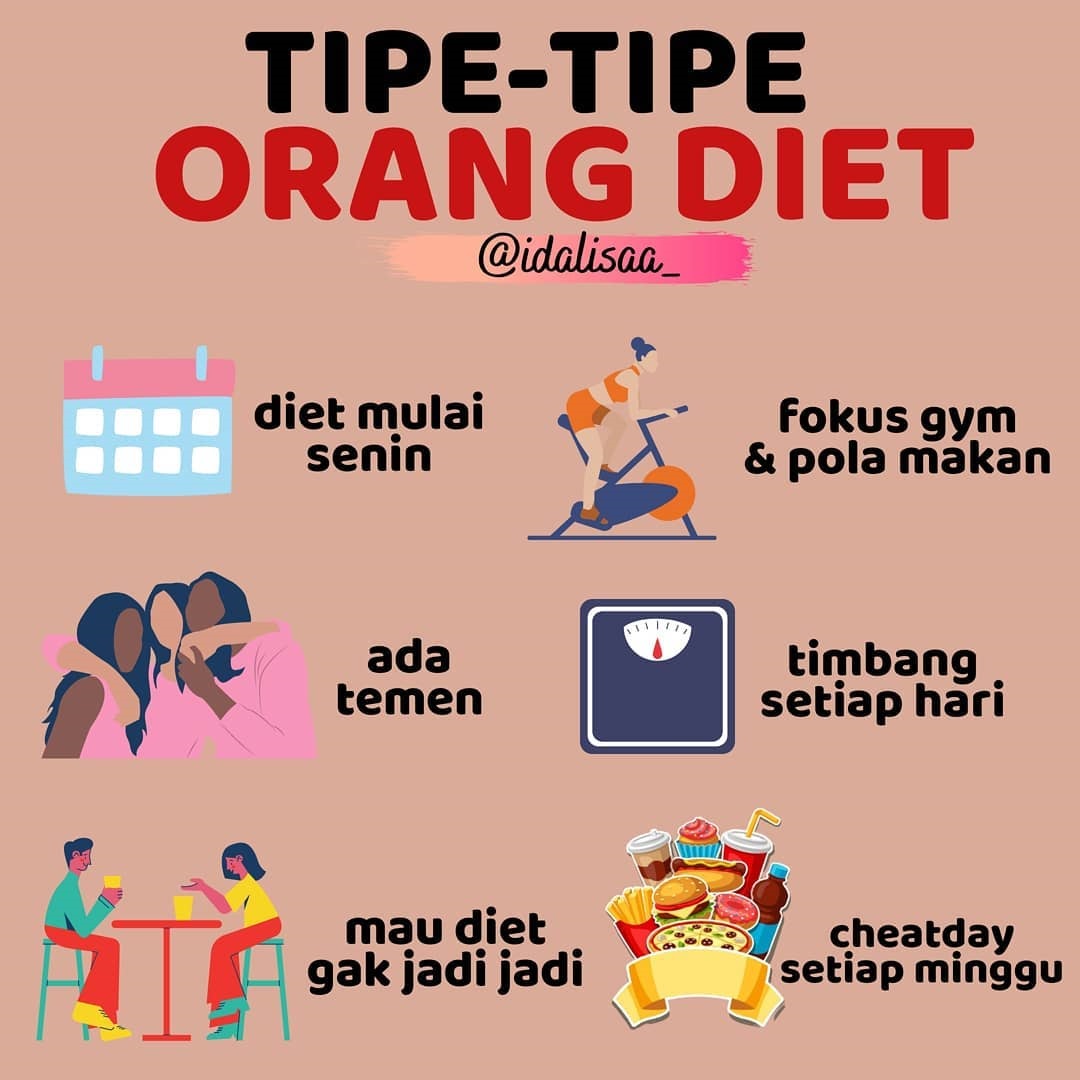 TIPE-TIPE
ORANG DIET
@idalisaa_
diet mulai
senin
fokus gym
& pola makan
ada
temen
timbang
setiap hari
mau diet
gak jadi jadi
cheatday
setiap minggu